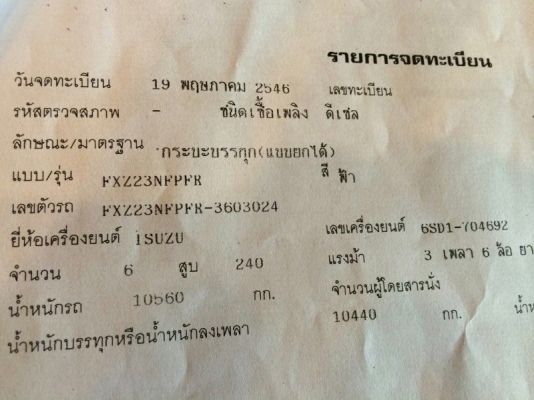 รายการจดทะเบียน
วันจดทะเบียน 19 พฤษภาคม 2546 เลขทะเบียน
รหัสตรวจสภาพ - ชนิดเชื้อเพลิง ดีเซล
ลักษณะ/มาตรฐาน กระบะบรรทุก(แบบยกได้)
แบบ/รุ่น FXZ23NFPFR สี ฟ้า
เลขตัวรถ FXZ23NFPFR-3603024
ยี่ห้อเครื่องยนต์ ISUZU เลขเครื่องยนต์ 6SD1-704692
จำนวน 6 สูบ 240 แรงม้า 3 เพลา 6 ล้อ ยา
น้ำหนักรถ 10560 กก. จำนวนผู้โดยสารนั่ง
น้ำหนักบรรทุกหรือน้ำหนักลงเพลา 10440 กก.